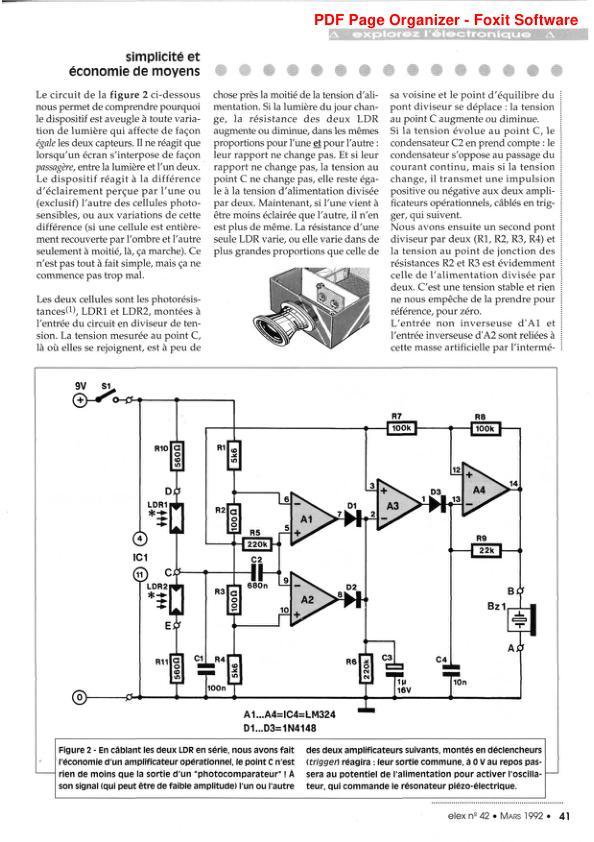 PDF Page Organizer - Foxit Software
explorez l'électronique
simplicité et
économie de moyens
Le circuit de la figure 2 ci-dessous
nous permet de comprendre pourquoi
le dispositif est aveugle à toute varia-
tion de lumière qui affecte de façon
égale les deux capteurs. Il ne réagit que
lorsqu'un écran s'interpose de façon
passagère, entre la lumière et l'un deux.
Le dispositif réagit à la différence
d'éclairement perçue par l'une ou
(exclusif) l'autre des cellules photo-
sensibles, ou aux variations de cette
différence (si une cellule est entière-
ment recouverte par l'ombre et l'autre
seulement à moitié, là, ça marche). Ce
n'est pas tout à fait simple, mais ça ne
commence pas trop mal.
Les deux cellules sont les photorésis-
tances(1), LDR1 et LDR2, montées à
l'entrée du circuit en diviseur de ten-
sion. La tension mesurée au point C,
là où elles se rejoignent, est à peu de
chose près la moitié de la tension d'ali-
mentation. Si la lumière du jour chan-
ge, la résistance des deux LDR
augmente ou diminue, dans les mêmes
proportions pour l'une et pour l'autre :
leur rapport ne change pas. Et si leur
rapport ne change pas, la tension au
point C ne change pas, elle reste éga-
le à la tension d'alimentation divisée
par deux. Maintenant, si l'une vient à
être moins éclairée que l'autre, il n'en
est plus de même. La résistance d'une
seule LDR varie, ou elle varie dans de
plus grandes proportions que celle de
sa voisine et le point d'équilibre du
pont diviseur se déplace : la tension
au point C augmente ou diminue.
Si la tension évolue au point C, le
condensateur C2 en prend compte : le
condensateur s'oppose au passage du
courant continu, mais si la tension
change, il transmet une impulsion
positive ou négative aux deux ampli-
ficateurs opérationnels, câblés en trig-
ger, qui suivent.
Nous avons ensuite un second pont
diviseur par deux (R1, R2, R3, R4) et
la tension au point de jonction des
résistances R2 et R3 est évidemment
celle de l'alimentation divisée par
deux. C'est une tension stable et rien
ne nous empêche de la prendre pour
référence, pour zéro.
L'entrée non inverseuse d'A1 et
l'entrée inverseuse d'A2 sont reliées à
cette masse artificielle par l'intermé-
9V S1
R7
100k
R8
100k
R10
560Ω
R1
5k6
D
LDR1
R2
100Ω
R5
220k
6
5
A1
7
D1
3
2
A3
1
D3
12
13
A4
14
R9
22k
4
IC1
11
C
C2
680n
LDR2
R3
100Ω
9
10
A2
8
D2
B
Bz1
A
E
R11
560Ω
C1
100n
R4
5k6
R6
220k
C3
1µ
16V
C4
10n
0
A1...A4=IC4=LM324
D1...D3=1N4148
Figure 2 - En câblant les deux LDR en série, nous avons fait
l'économie d'un amplificateur opérationnel, le point C n'est
rien de moins que la sortie d'un "photocomparateur" ! À
son signal (qui peut être de faible amplitude) l'un ou l'autre
des deux amplificateurs suivants, montés en déclencheurs
(trigger) réagira : leur sortie commune, à 0 V au repos pas-
sera au potentiel de l'alimentation pour activer l'oscilla-
teur, qui commande le résonateur piézo-électrique.
elex nº 42 • MARS 1992 • 41